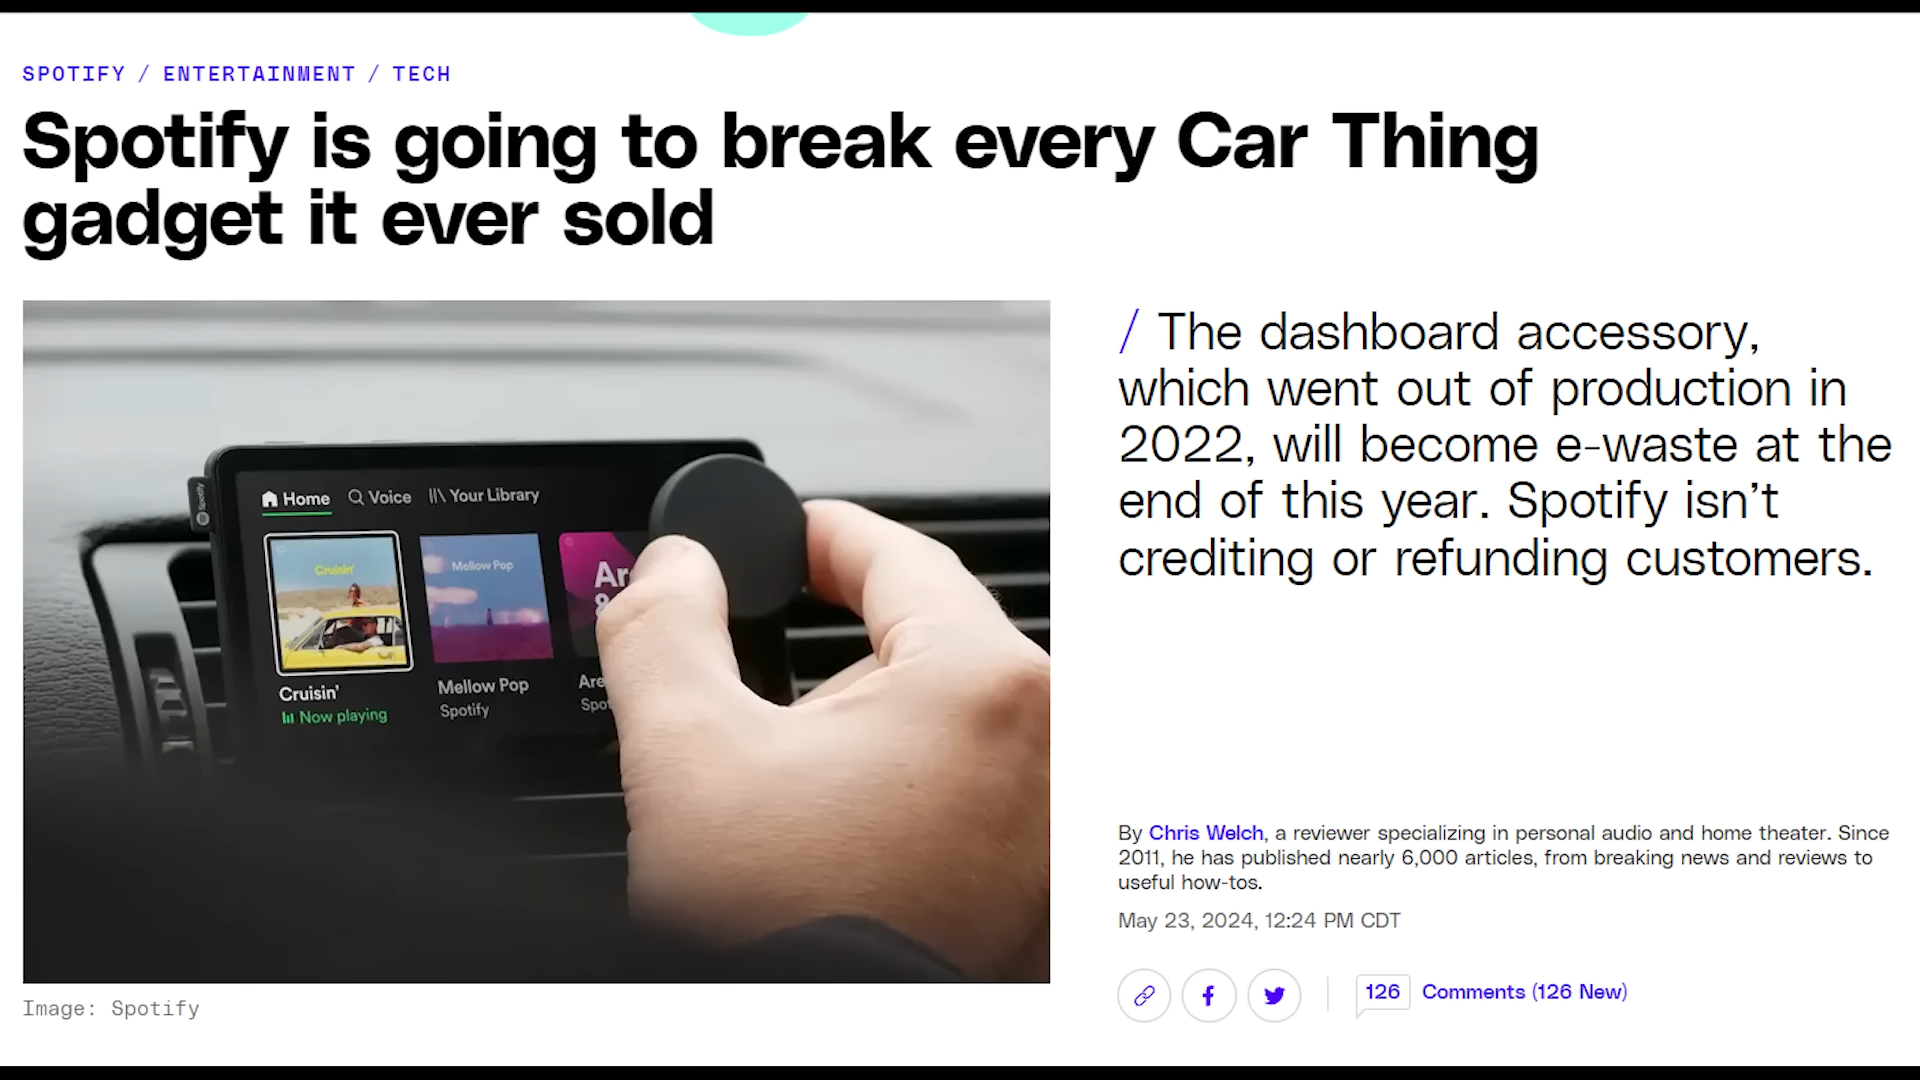 SPOTIFY / ENTERTAINMENT / TECH
Spotify is going to break every Car Thing
gadget it ever sold
/ The dashboard accessory,
which went out of production in
2022, will become e-waste at the
end of this year. Spotify isn’t
crediting or refunding customers.
Spotify
Home Voice Your Library
Cruisin'
Mellow Pop
Ar
&
Cruisin'
Now playing
Mellow Pop
Spotify
Are
Spot
By Chris Welch, a reviewer specializing in personal audio and home theater. Since
2011, he has published nearly 6,000 articles, from breaking news and reviews to
useful how-tos.
May 23, 2024, 12:24 PM CDT
126 Comments (126 New)
Image: Spotify